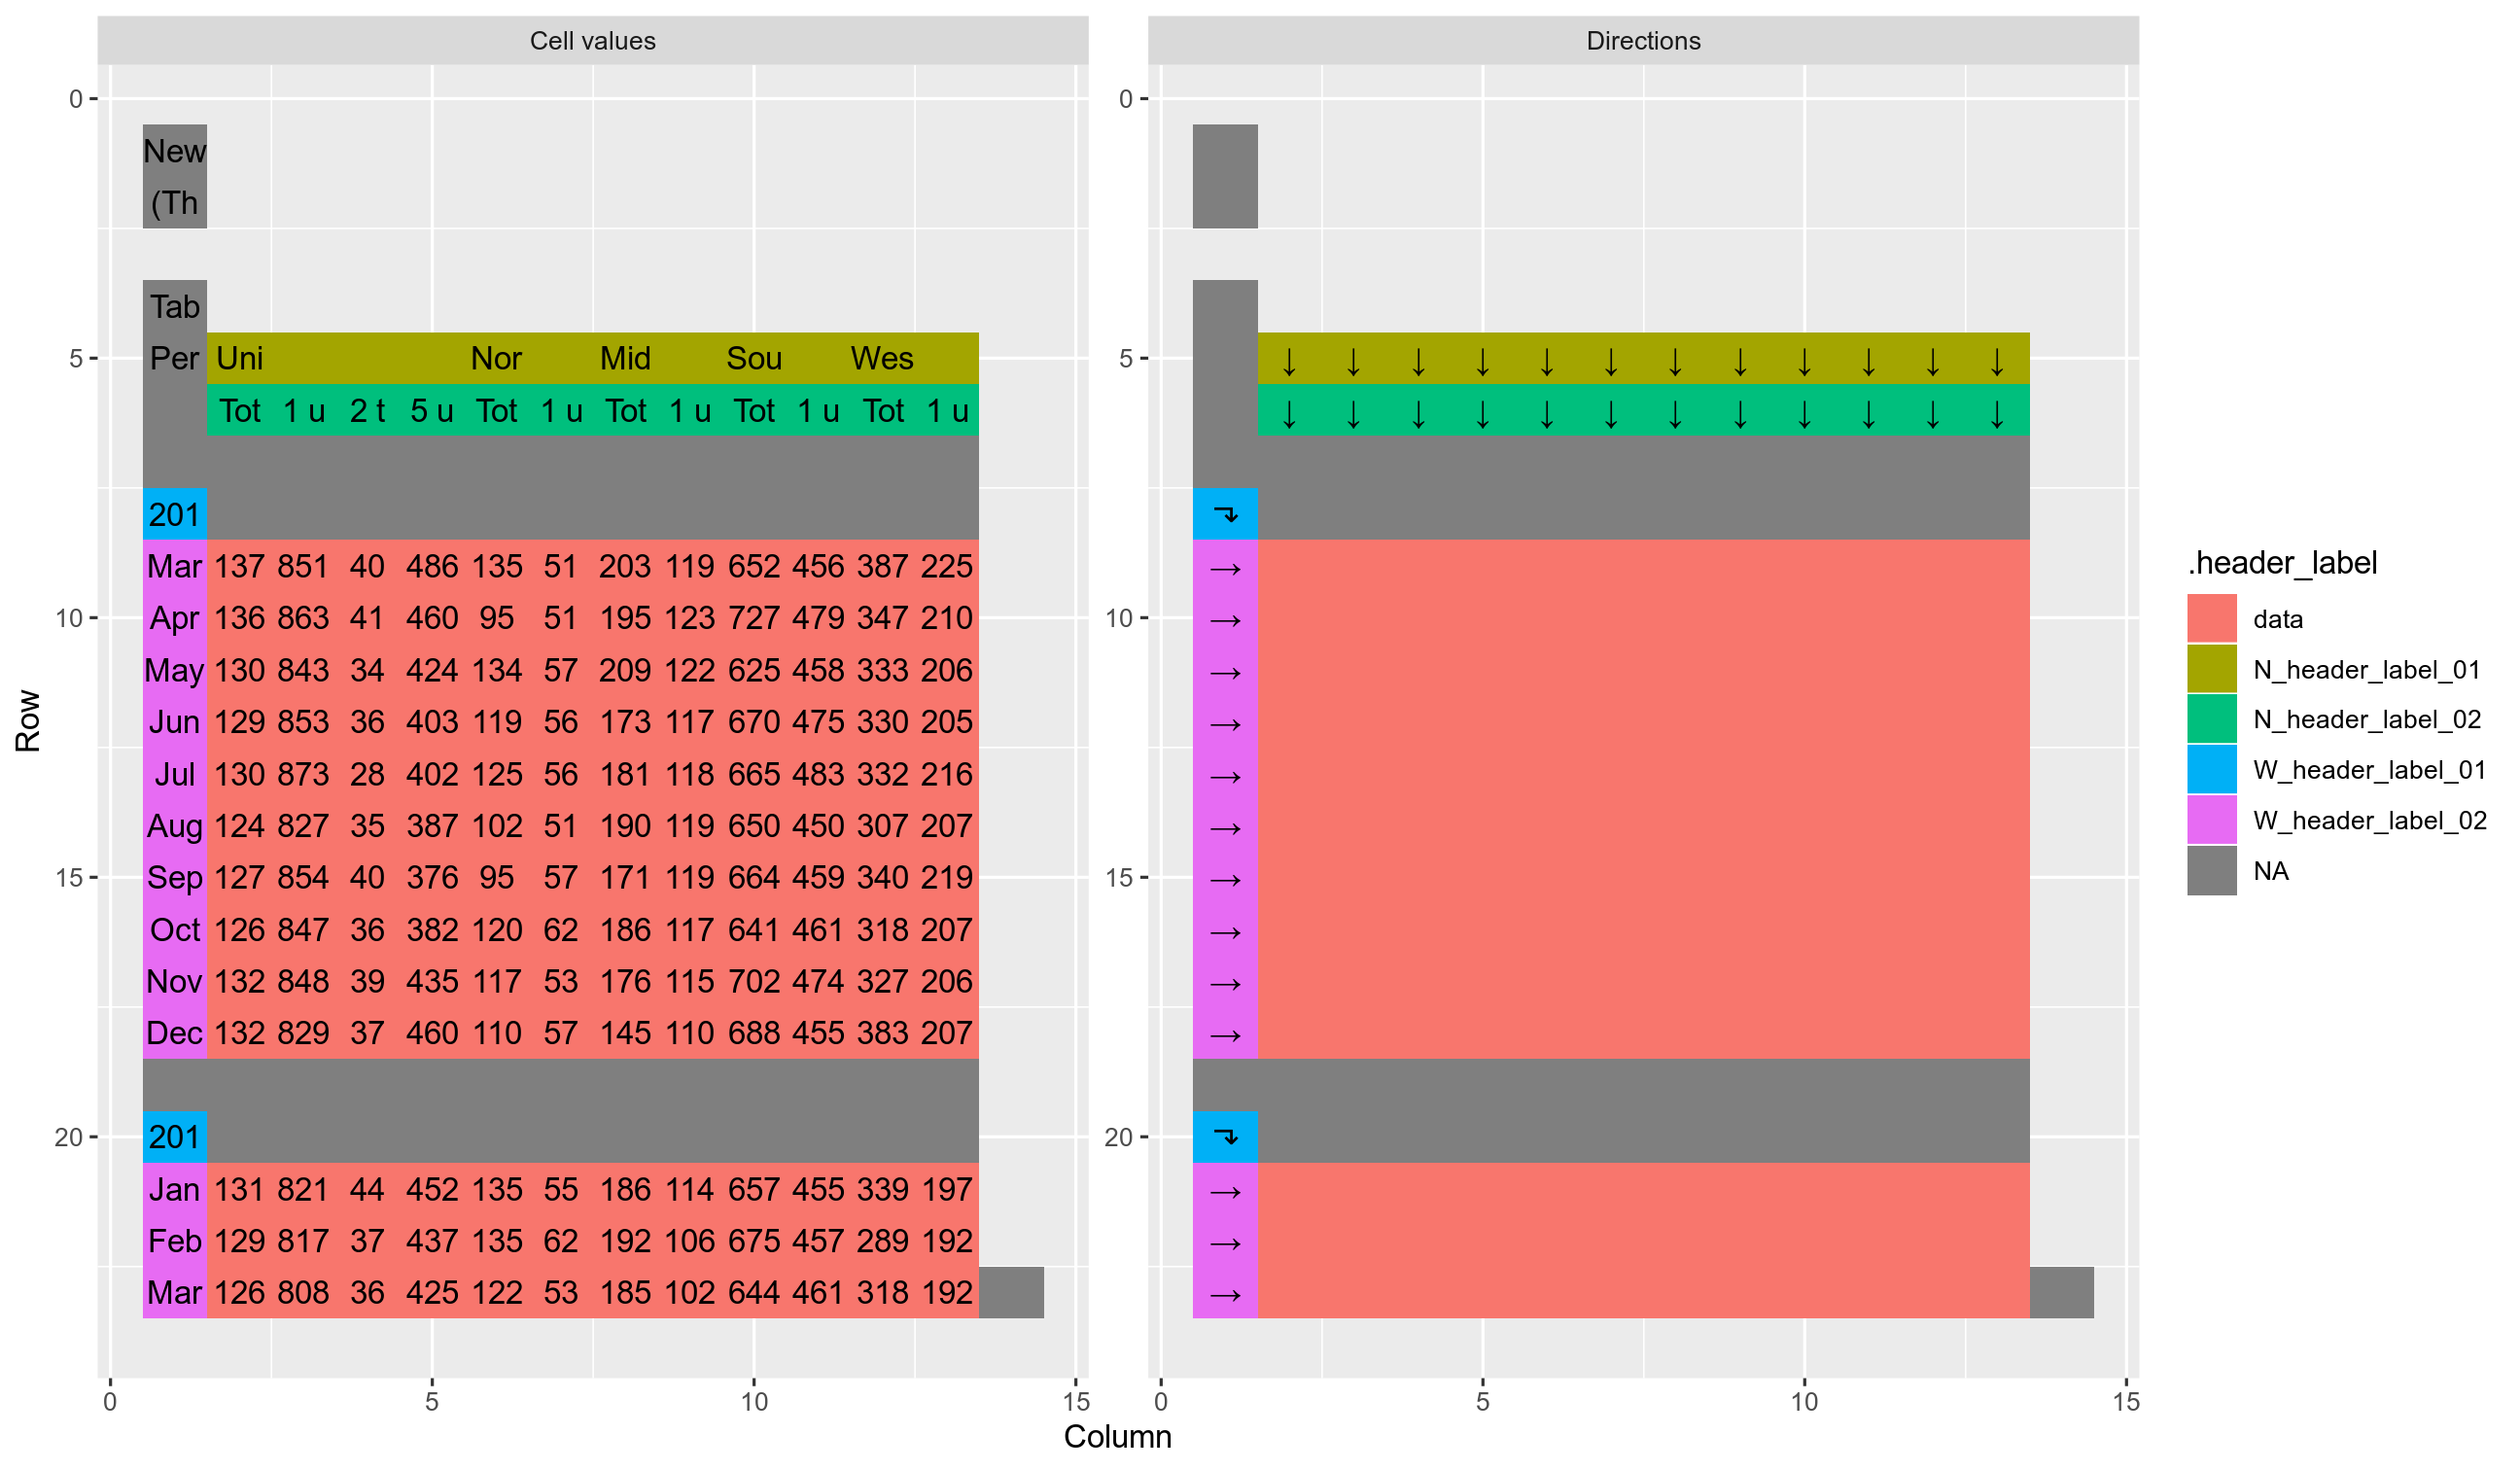 Cell values
Directions
Row
Column
0
5
10
15
20
0 5 10 15
New
(Th
Tab
Per Uni Nor Mid Sou Wes
Tot 1 u 2 t 5 u Tot 1 u Tot 1 u Tot 1 u Tot 1 u
201
Mar 137 851 40 486 135 51 203 119 652 456 387 225
Apr 136 863 41 460 95 51 195 123 727 479 347 210
May 130 843 34 424 134 57 209 122 625 458 333 206
Jun 129 853 36 403 119 56 173 117 670 475 330 205
Jul 130 873 28 402 125 56 181 118 665 483 332 216
Aug 124 827 35 387 102 51 190 119 650 450 307 207
Sep 127 854 40 376 95 57 171 119 664 459 340 219
Oct 126 847 36 382 120 62 186 117 641 461 318 207
Nov 132 848 39 435 117 53 176 115 702 474 327 206
Dec 132 829 37 460 110 57 145 110 688 455 383 207
201
Jan 131 821 44 452 135 55 186 114 657 455 339 197
Feb 129 817 37 437 135 62 192 106 675 457 289 192
Mar 126 808 36 425 122 53 185 102 644 461 318 192
0
5
10
15
20
0 5 10 15
↓ ↓ ↓ ↓ ↓ ↓ ↓ ↓ ↓ ↓ ↓ ↓
↓ ↓ ↓ ↓ ↓ ↓ ↓ ↓ ↓ ↓ ↓ ↓
↴
→
→
→
→
→
→
→
→
→
→
↴
→
→
→
.header_label
data
N_header_label_01
N_header_label_02
W_header_label_01
W_header_label_02
NA